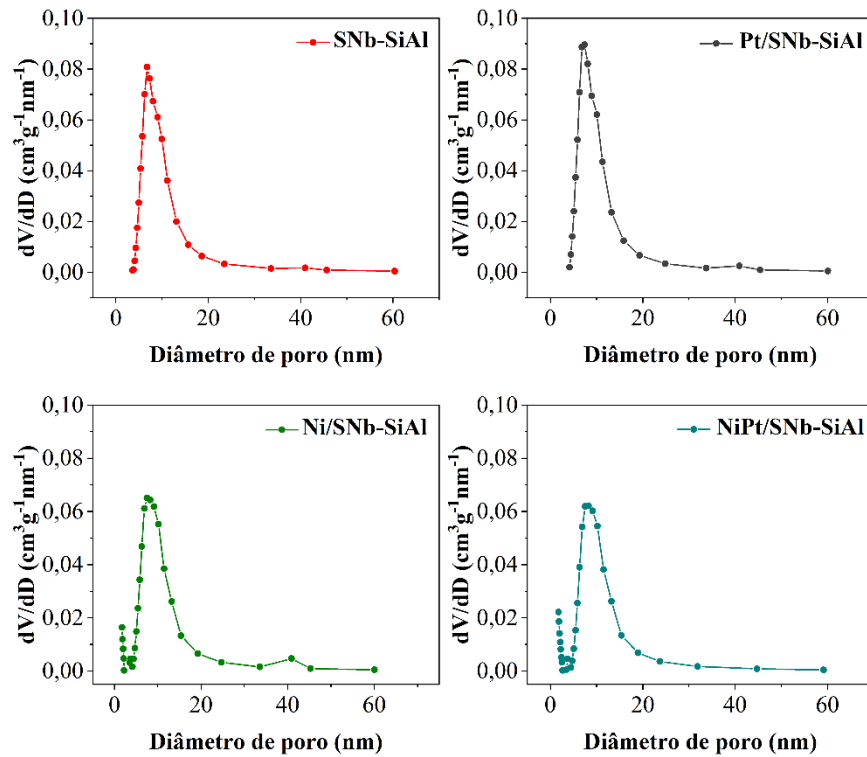 SNb-SiAl
0,10
0,08
0,06
0,04
0,02
0,00
dV/dD (cm³g⁻¹nm⁻¹)
0 20 40 60
Diâmetro de poro (nm)
Pt/SNb-SiAl
0,10
0,08
0,06
0,04
0,02
0,00
dV/dD (cm³g⁻¹nm⁻¹)
0 20 40 60
Diâmetro de poro (nm)
Ni/SNb-SiAl
0,10
0,08
0,06
0,04
0,02
0,00
dV/dD (cm³g⁻¹nm⁻¹)
0 10 20 30 40 50 60
Diâmetro de poro (nm)
NiPt/SNb-SiAl
0,10
0,08
0,06
0,04
0,02
0,00
dV/dD (cm³g⁻¹nm⁻¹)
0 20 40 60
Diâmetro de poro (nm)